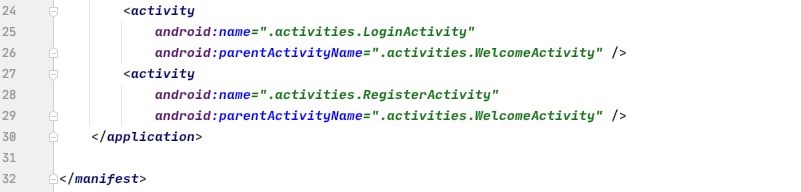 24 <activity
25 android:name=".activities.LoginActivity"
26 android:parentActivityName=".activities.WelcomeActivity" />
27 <activity
28 android:name=".activities.RegisterActivity"
29 android:parentActivityName=".activities.WelcomeActivity" />
30 </application>
31
32 </manifest>